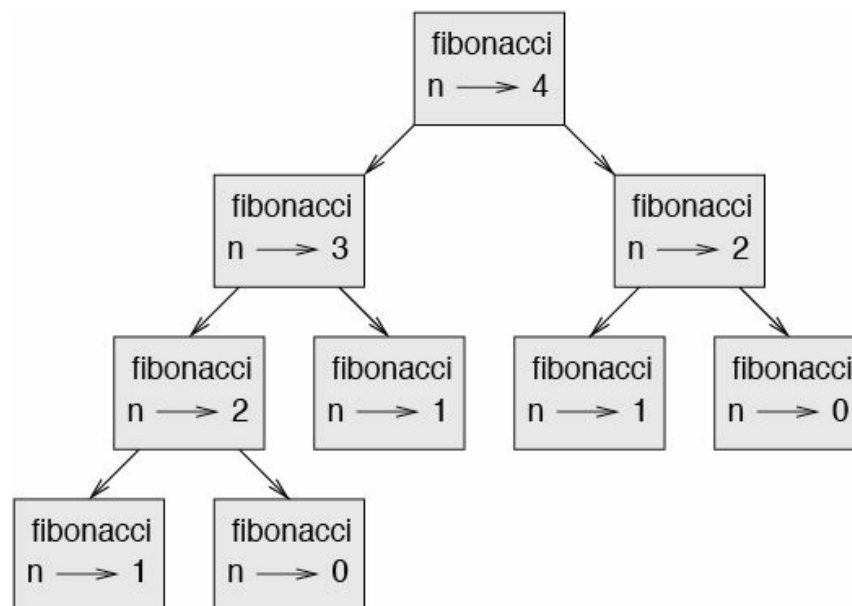 fibonacci
n → 4
fibonacci
n → 3
fibonacci
n → 2
fibonacci
n → 2
fibonacci
n → 1
fibonacci
n → 1
fibonacci
n → 0
fibonacci
n → 1
fibonacci
n → 0